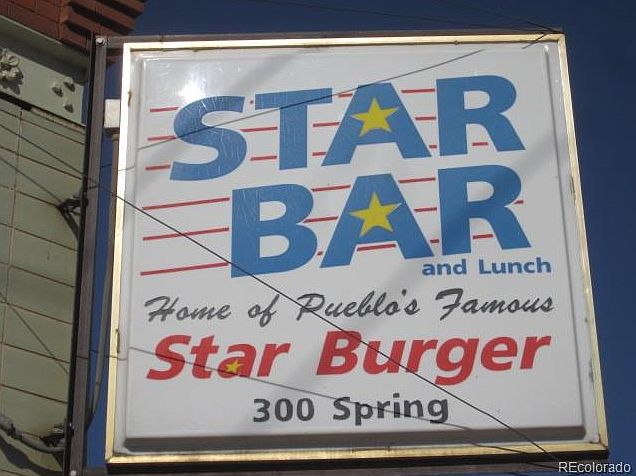 STAR
BAR
and Lunch
Home of Pueblo's Famous
Star Burger
300 Spring
REcolorado